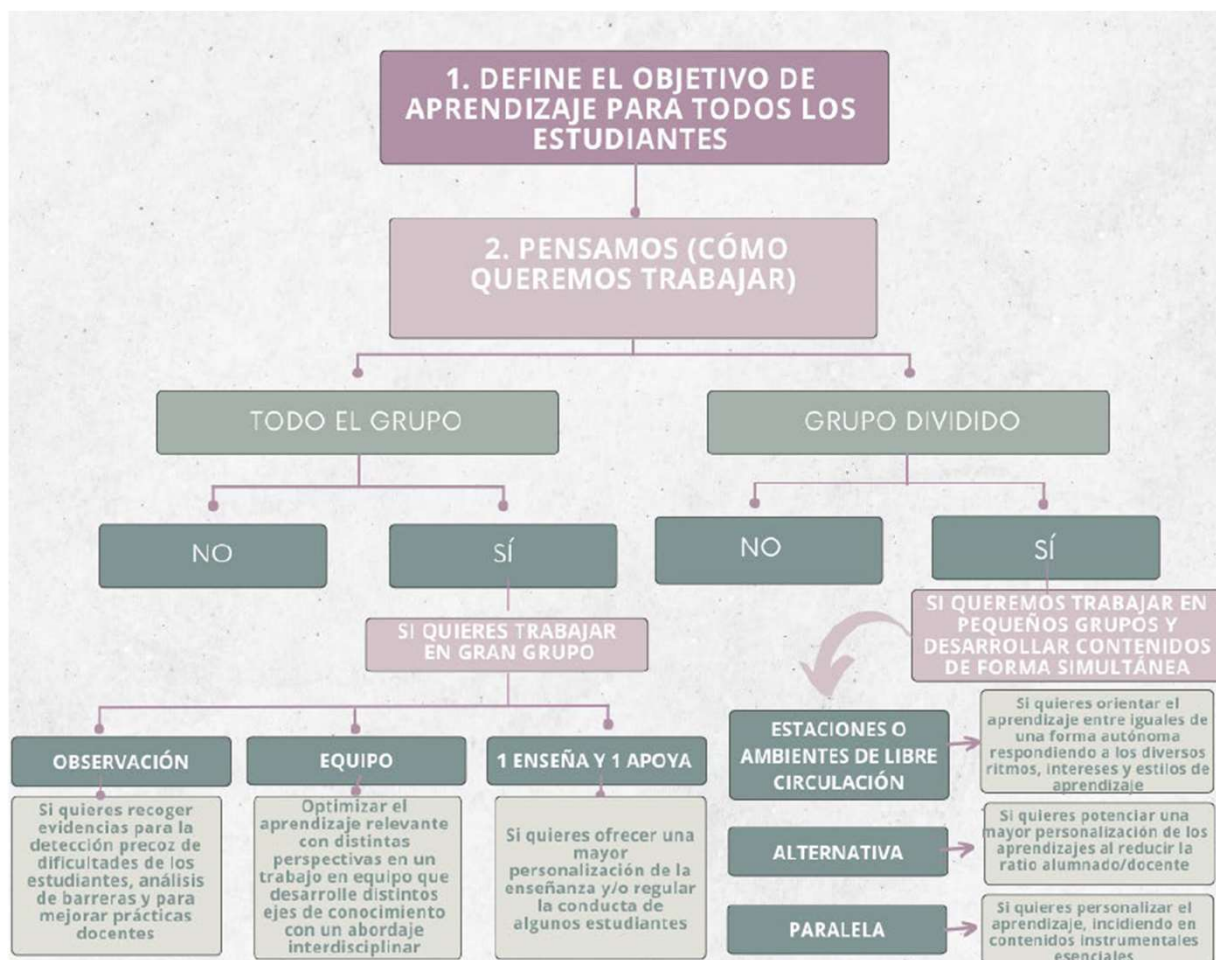 1. DEFINE EL OBJETIVO DE
APRENDIZAJE PARA TODOS LOS
ESTUDIANTES
2. PENSAMOS (CÓMO
QUEREMOS TRABAJAR)
TODO EL GRUPO
GRUPO DIVIDIDO
NO
SÍ
NO
SÍ
SI QUIERES TRABAJAR
EN GRAN GRUPO
SI QUEREMOS TRABAJAR EN
PEQUEÑOS GRUPOS Y
DESARROLLAR CONTENIDOS
DE FORMA SIMULTÁNEA
OBSERVACIÓN
Si quieres recoger
evidencias para la
detección precoz de
dificultades de los
estudiantes, análisis
de barreras y para
mejorar prácticas
docentes
EQUIPO
Optimizar el
aprendizaje relevante
con distintas
perspectivas en un
trabajo en equipo que
desarrolle distintos
ejes de conocimiento
con un abordaje
interdisciplinar
1 ENSEÑA Y 1 APOYA
Si quieres ofrecer una
mayor
personalización de la
enseñanza y/o regular
la conducta de
algunos estudiantes
ESTACIONES O
AMBIENTES DE LIBRE
CIRCULACIÓN
Si quieres orientar el
aprendizaje entre iguales de
una forma autónoma
respondiendo a los diversos
ritmos, intereses y estilos de
aprendizaje
ALTERNATIVA
Si quieres potenciar una
mayor personalización de los
aprendizajes al reducir la
ratio alumnado/docente
PARALELA
Si quieres personalizar el
aprendizaje, incidiendo en
contenidos instrumentales
esenciales